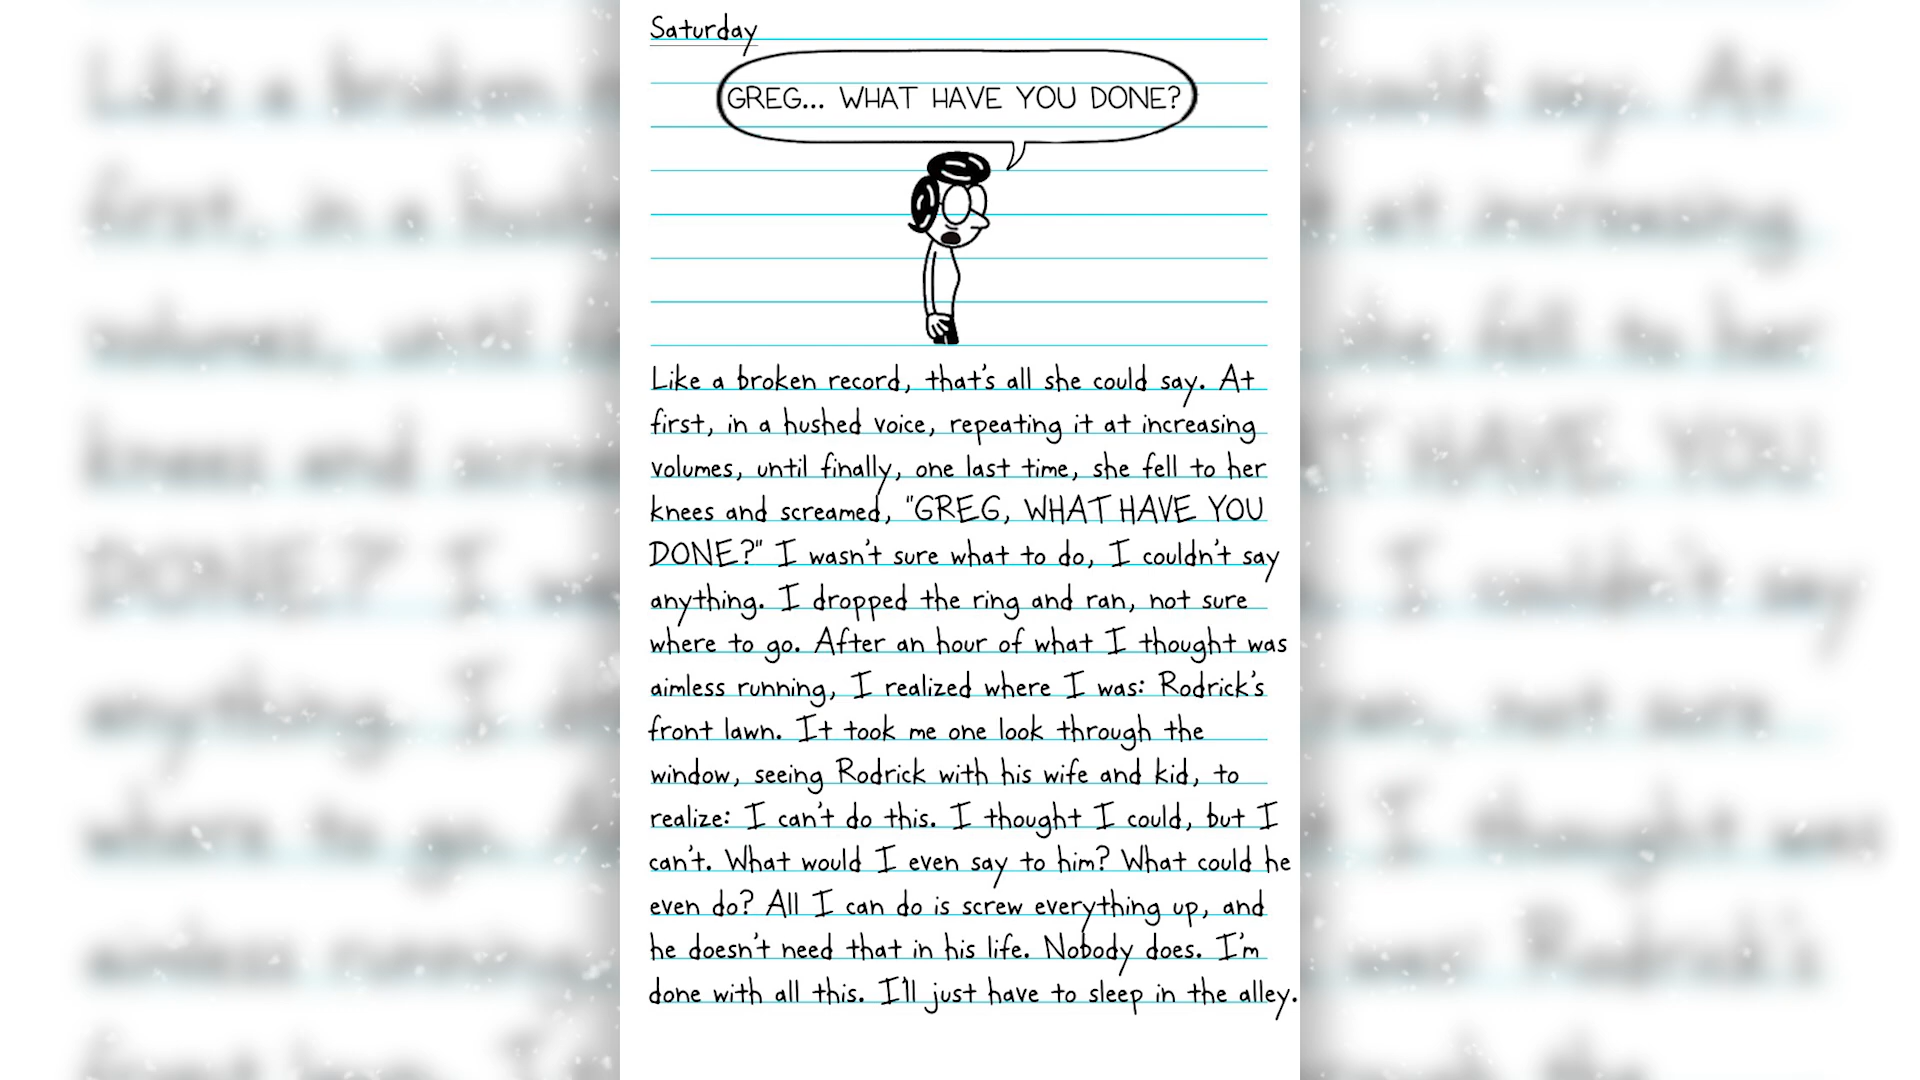 Saturday
GREG... WHAT HAVE YOU DONE?
Like a broken record, that's all she could say. At
first, in a hushed voice, repeating it at increasing
volumes, until finally, one last time, she fell to her
knees and screamed, "GREG, WHAT HAVE YOU
DONE?" I wasn't sure what to do, I couldn't say
anything. I dropped the ring and ran, not sure
where to go. After an hour of what I thought was
aimless running, I realized where I was: Rodrick's
front lawn. It took me one look through the
window, seeing Rodrick with his wife and kid, to
realize: I can't do this. I thought I could, but I
can't. What would I even say to him? What could he
even do? All I can do is screw everything up, and
he doesn't need that in his life. Nobody does. I'm
done with all this. I'll just have to sleep in the alley.